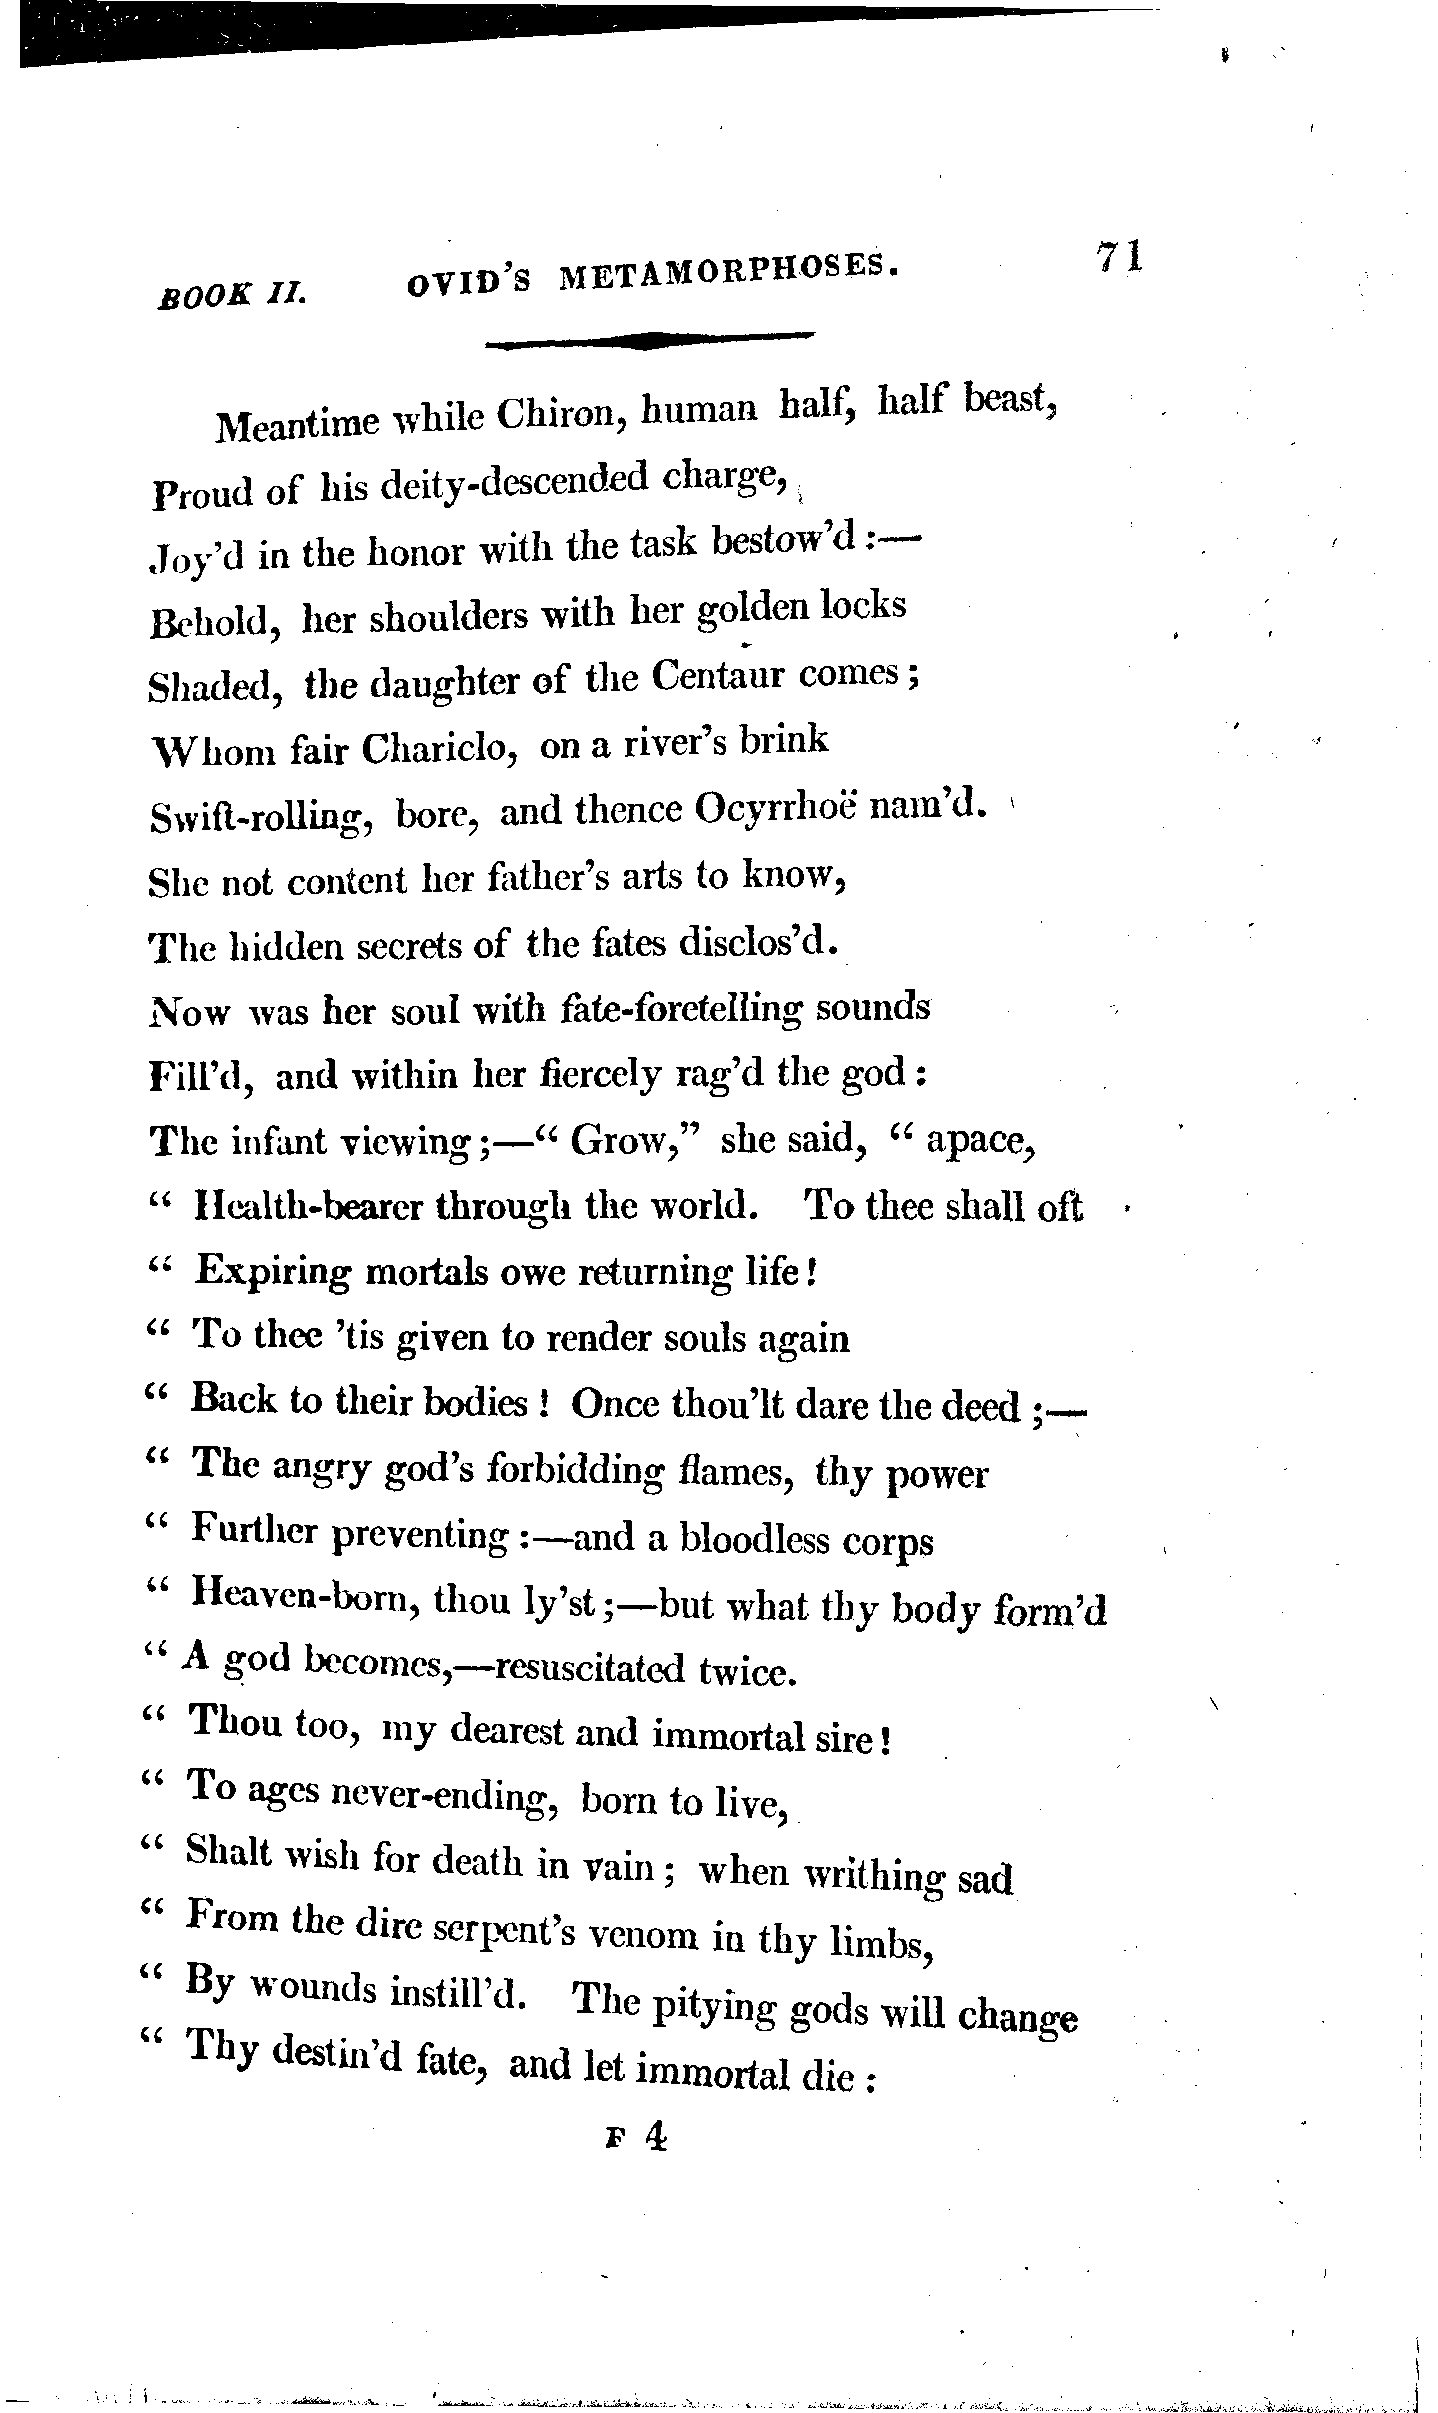 BOOK II. OVID'S METAMORPHOSES. 71
Meantime while Chiron, human half, half beast,
Proud of his deity-descended charge,
Joy'd in the honor with the task bestow'd :—
Behold, her shoulders with her golden locks
Shaded, the daughter of the Centaur comes ;
Whom fair Chariclo, on a river's brink
Swift-rolling, bore, and thence Ocyrrhoë nam'd.
She not content her father's arts to know,
The hidden secrets of the fates disclos'd.
Now was her soul with fate-foretelling sounds
Fill'd, and within her fiercely rag'd the god :
The infant viewing ;—“ Grow,” she said, “ apace,
“ Health-bearer through the world. To thee shall oft
“ Expiring mortals owe returning life !
“ To thee 'tis given to render souls again
“ Back to their bodies ! Once thou'lt dare the deed ;—
“ The angry god's forbidding flames, thy power
“ Further preventing :—and a bloodless corps
“ Heaven-born, thou ly'st ;—but what thy body form'd
“ A god becomes,—resuscitated twice.
“ Thou too, my dearest and immortal sire !
“ To ages never-ending, born to live,
“ Shalt wish for death in vain ; when writhing sad
“ From the dire serpent's venom in thy limbs,
“ By wounds instill'd. The pitying gods will change
“ Thy destin'd fate, and let immortal die :
F 4